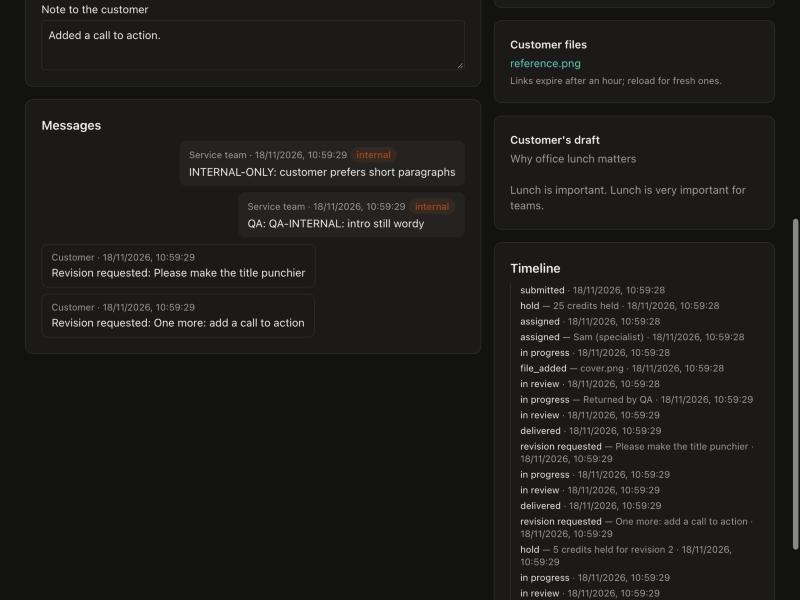 Note to the customer
Added a call to action.
Messages
Service team · 18/11/2026, 10:59:29 internal
INTERNAL-ONLY: customer prefers short paragraphs
Service team · 18/11/2026, 10:59:29 internal
QA: QA-INTERNAL: intro still wordy
Customer · 18/11/2026, 10:59:29
Revision requested: Please make the title punchier
Customer · 18/11/2026, 10:59:29
Revision requested: One more: add a call to action
Customer files
reference.png
Links expire after an hour; reload for fresh ones.
Customer's draft
Why office lunch matters
Lunch is important. Lunch is very important for
teams.
Timeline
submitted · 18/11/2026, 10:59:28
hold — 25 credits held · 18/11/2026, 10:59:28
assigned · 18/11/2026, 10:59:28
assigned — Sam (specialist) · 18/11/2026, 10:59:28
in progress · 18/11/2026, 10:59:28
file_added — cover.png · 18/11/2026, 10:59:28
in review · 18/11/2026, 10:59:28
in progress — Returned by QA · 18/11/2026, 10:59:29
in review · 18/11/2026, 10:59:29
delivered · 18/11/2026, 10:59:29
revision requested — Please make the title punchier ·
18/11/2026, 10:59:29
in progress · 18/11/2026, 10:59:29
in review · 18/11/2026, 10:59:29
delivered · 18/11/2026, 10:59:29
revision requested — One more: add a call to action ·
18/11/2026, 10:59:29
hold — 5 credits held for revision 2 · 18/11/2026,
10:59:29
in progress · 18/11/2026, 10:59:29
in review · 18/11/2026, 10:59:29